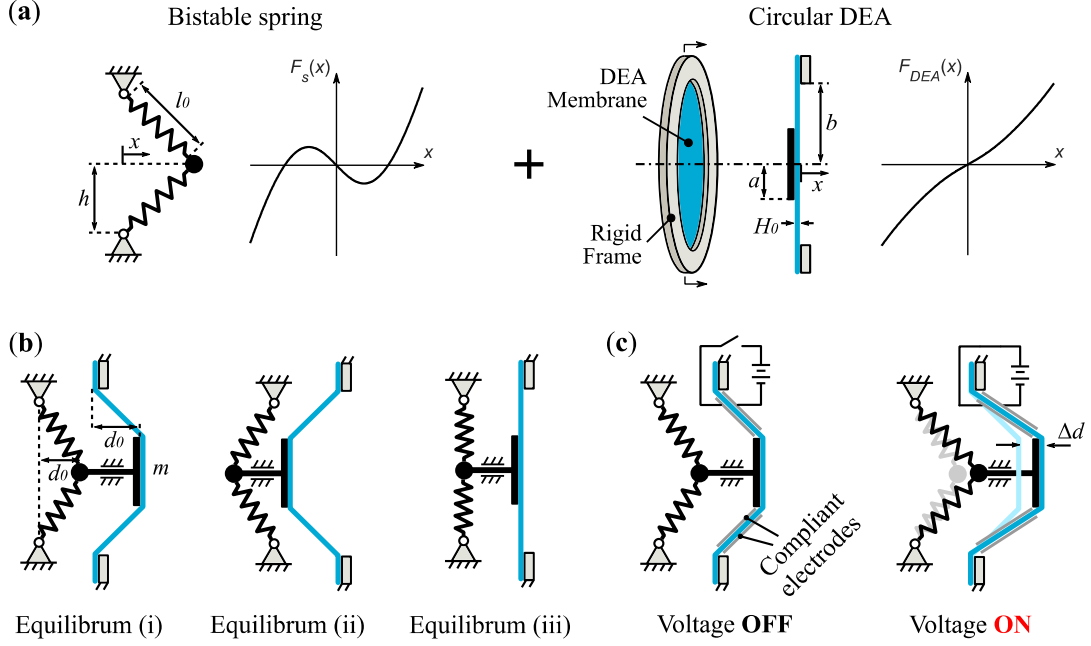 (a)
Bistable spring
Circular DEA
l0
x
h
Fs(x)
x
+
DEA
Membrane
Rigid
Frame
b
a
x
H0
FDEA(x)
x
(b)
d0
d0
m
Equilibrum (i)
Equilibrum (ii)
Equilibrum (iii)
(c)
Compliant
electrodes
Δd
Voltage OFF
Voltage ON